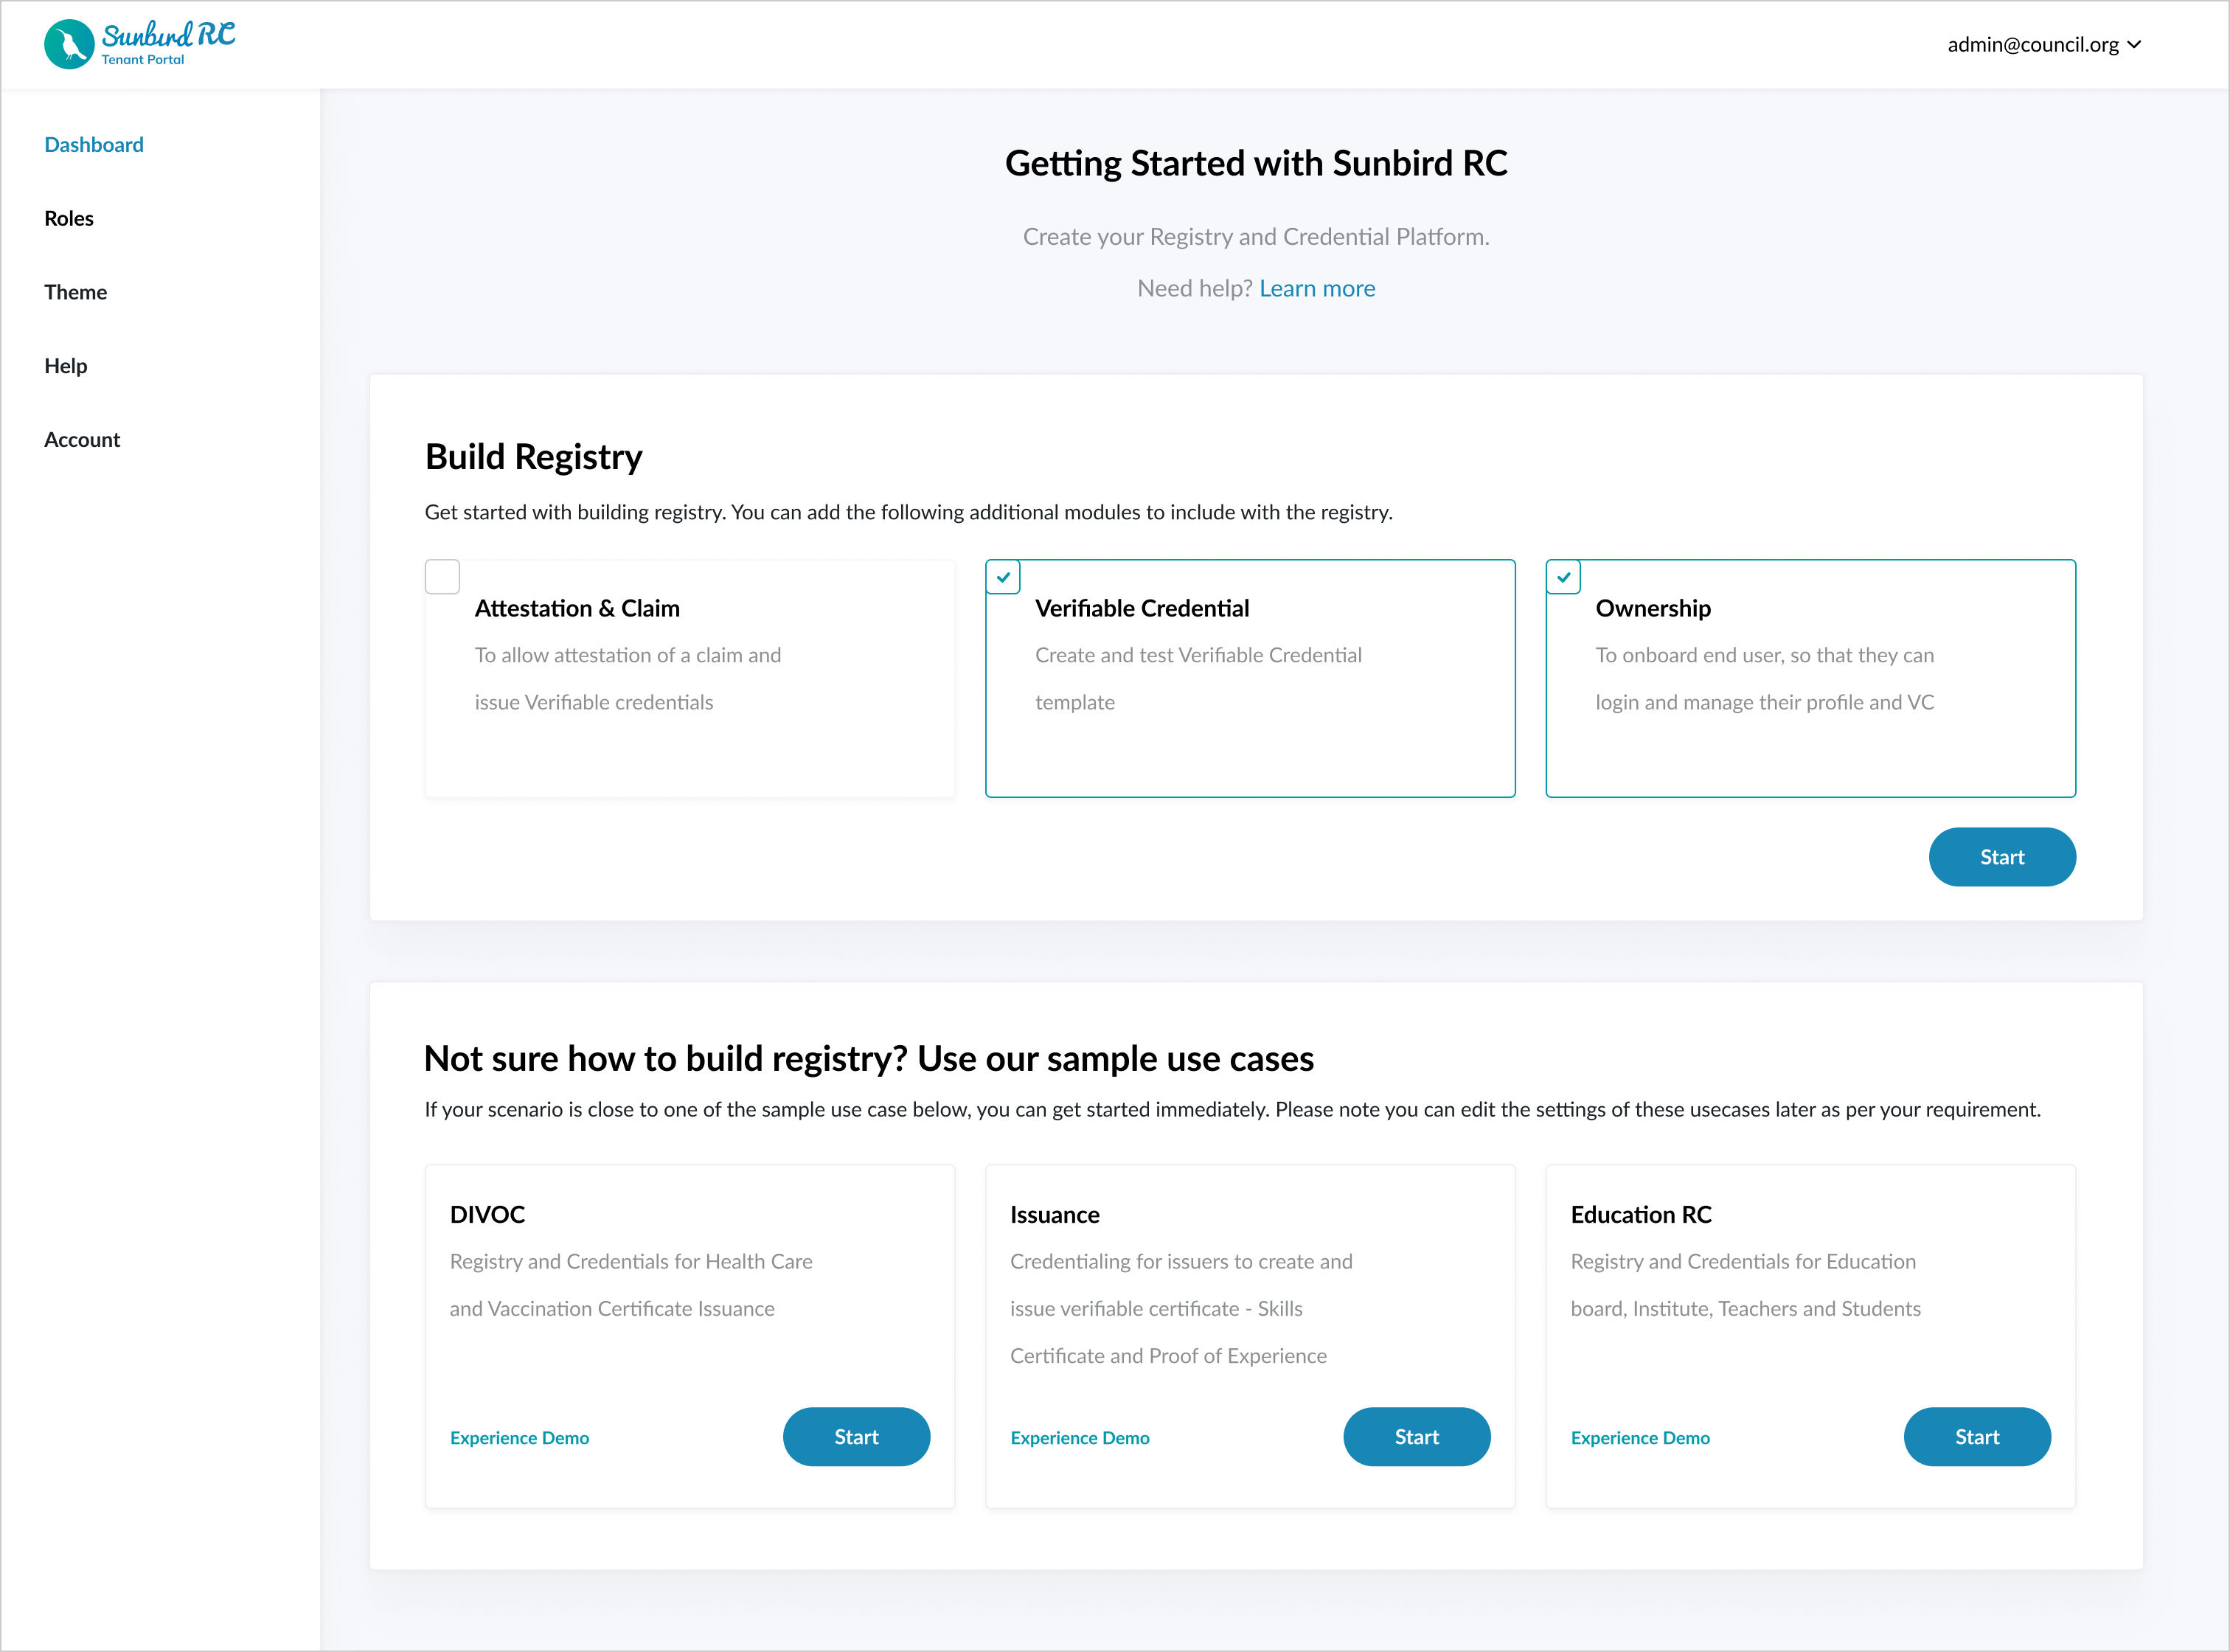 Sunbird RC
Tenant Portal
admin@council.org
Dashboard
Roles
Theme
Help
Account
Getting Started with Sunbird RC
Create your Registry and Credential Platform.
Need help? Learn more
Build Registry
Get started with building registry. You can add the following additional modules to include with the registry.
Attestation & Claim
To allow attestation of a claim and
issue Verifiable credentials
Verifiable Credential
Create and test Verifiable Credential
template
Ownership
To onboard end user, so that they can
login and manage their profile and VC
Start
Not sure how to build registry? Use our sample use cases
If your scenario is close to one of the sample use case below, you can get started immediately. Please note you can edit the settings of these usecases later as per your requirement.
DIVOC
Registry and Credentials for Health Care
and Vaccination Certificate Issuance
Experience Demo
Start
Issuance
Credentialing for issuers to create and
issue verifiable certificate - Skills
Certificate and Proof of Experience
Experience Demo
Start
Education RC
Registry and Credentials for Education
board, Institute, Teachers and Students
Experience Demo
Start